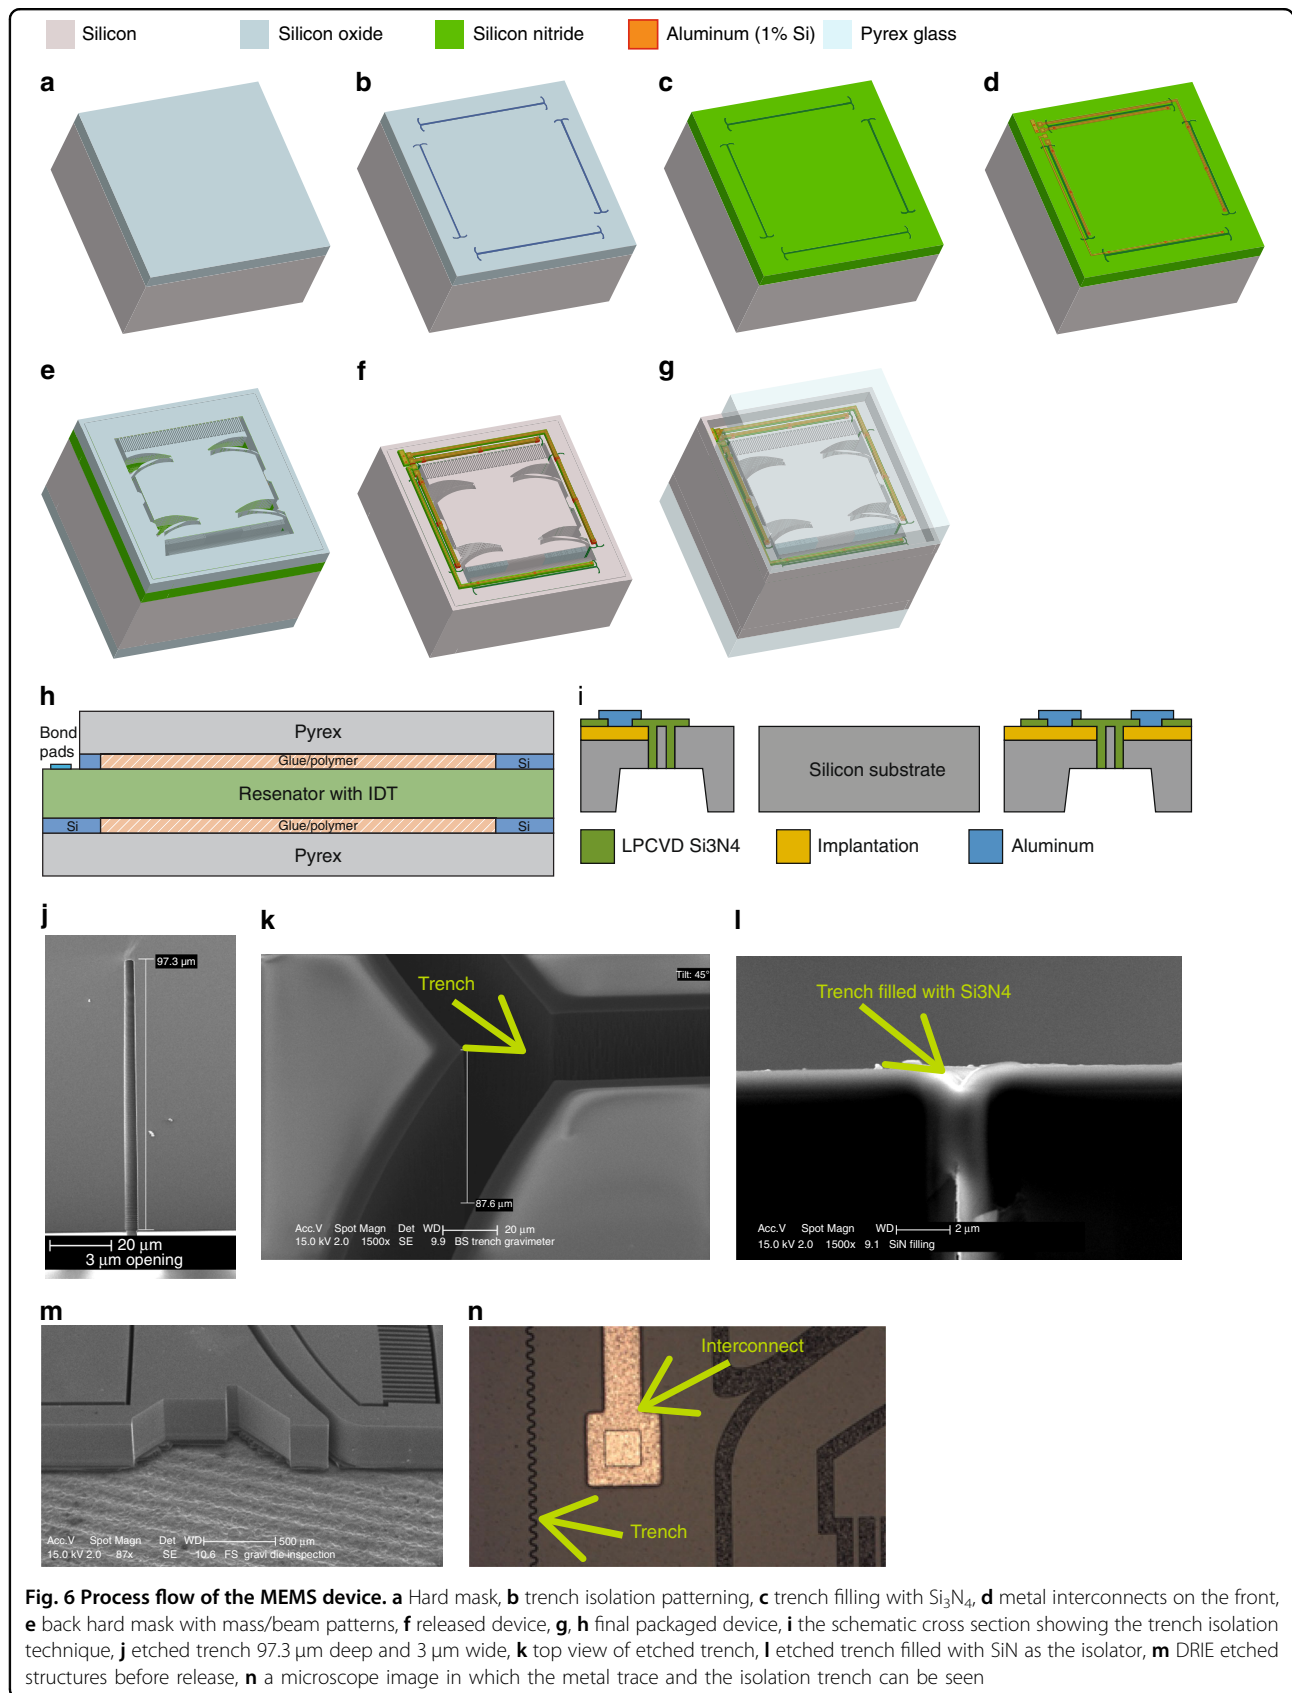 Silicon
Silicon oxide
Silicon nitride
Aluminum (1% Si)
Pyrex glass
a
b
c
d
e
f
g
h
Bond
pads
Pyrex
Glue/polymer
Si
Resenator with IDT
Si
Glue/polymer
Si
Pyrex
i
Silicon substrate
LPCVD Si3N4
Implantation
Aluminum
j
97.3 µm
20 µm
3 µm opening
k
Tilt: 45°
Trench
87.6 µm
Acc.V Spot Magn Det WD 20 µm
15.0 kV 2.0 1500x SE 9.9 BS trench gravimeter
l
Trench filled with Si3N4
Acc.V Spot Magn WD 2 µm
15.0 kV 2.0 1500x 9.1 SiN filling
m
Acc.V Spot Magn Det WD 500 µm
15.0 kV 2.0 87x SE 10.6 FS gravi die inspection
n
Interconnect
Trench
Fig. 6 Process flow of the MEMS device. a Hard mask, b trench isolation patterning, c trench filling with Si₃N₄, d metal interconnects on the front,
e back hard mask with mass/beam patterns, f released device, g, h final packaged device, i the schematic cross section showing the trench isolation
technique, j etched trench 97.3 µm deep and 3 µm wide, k top view of etched trench, l etched trench filled with SiN as the isolator, m DRIE etched
structures before release, n a microscope image in which the metal trace and the isolation trench can be seen